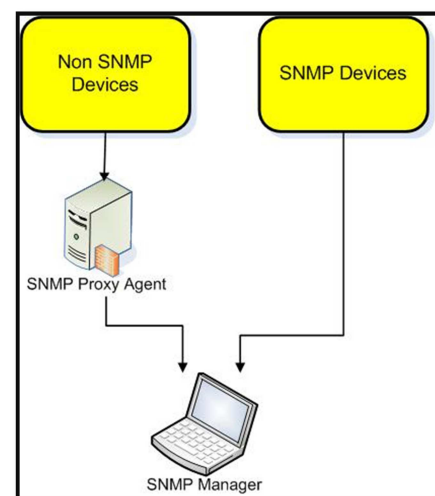 Non SNMP
Devices
SNMP Devices
SNMP Proxy Agent
SNMP Manager